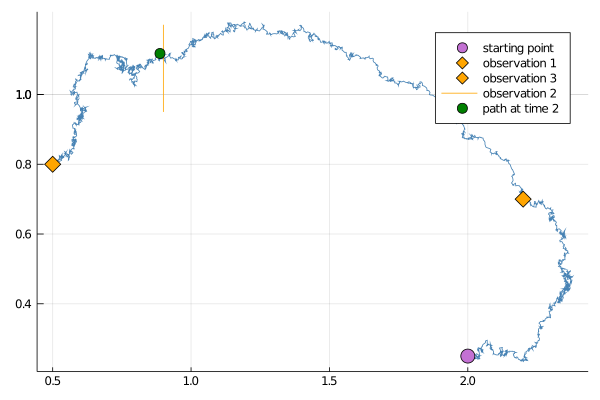 starting point
observation 1
observation 3
observation 2
path at time 2
1.0
0.8
0.6
0.4
0.5
1.0
1.5
2.0